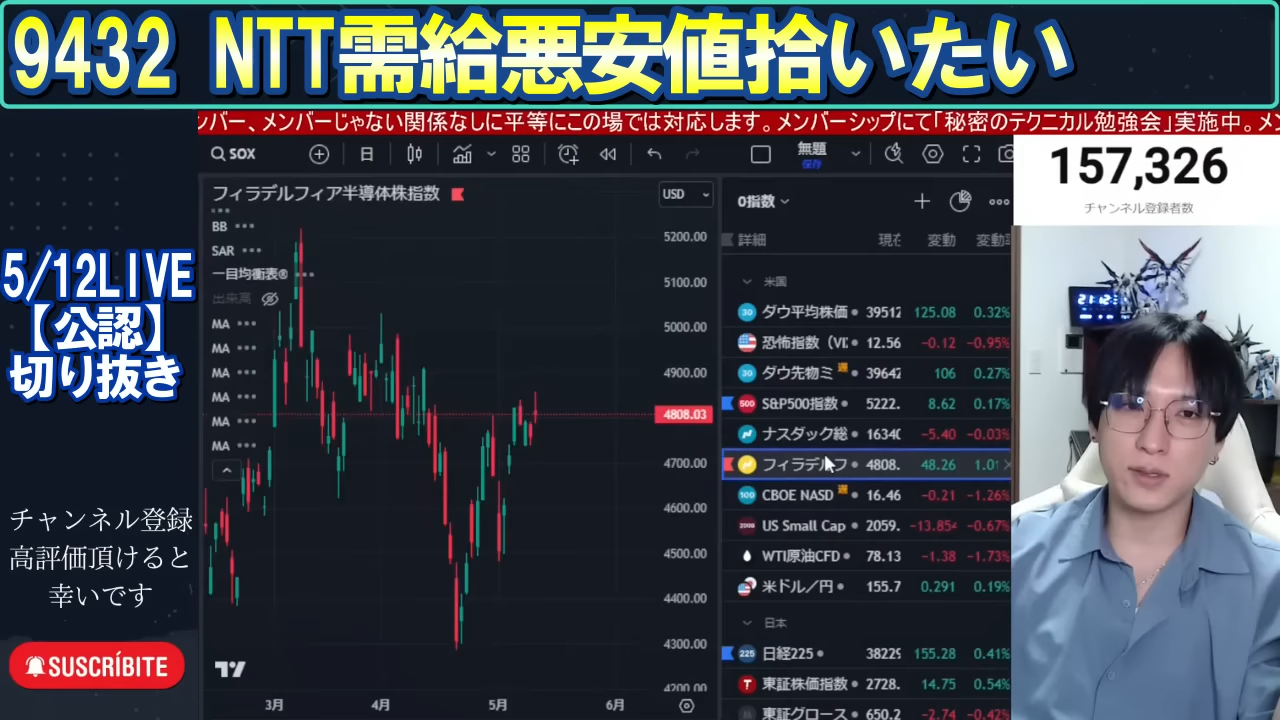 9432 NTT需給悪安値拾いたい
ンバー、メンバーじゃない関係なしに平等にこの場では対応します。メンバーシップにて「秘密のテクニカル勉強会」実施中。メン
5/12LIVE
【公認】
切り抜き
チャンネル登録
高評価頂けると
幸いです
SUSCRÍBITE
SOX
日
無題
保存
フィラデルフィア半導体株指数
USD
BB
SAR
一目均衡表®
出来高
MA
MA
MA
MA
MA
MA
5200.00
5100.00
5000.00
4900.00
4808.03
4700.00
4600.00
4500.00
4400.00
4300.00
4200.00
3月 4月 5月 6月
0指数
詳細 現在 変動 変動率
米国
30 ダウ平均株価 39512 125.08 0.32%
恐怖指数（VI 12.56 −0.12 −0.95%
30 ダウ先物ミ 39642 106 0.27%
500 S&P500指数 5222. 8.62 0.17%
ナスダック総 1634 −5.40 −0.03%
フィラデルフ 4808. 48.26 1.01
100 CBOE NASD 16.46 −0.21 −1.26%
2000 US Small Cap 2059. −13.854 −0.67%
WTI原油CFD 78.13 −1.38 −1.73%
米ドル／円 155.7 0.291 0.19%
日本
225 日経225 38229 155.28 0.41%
T 東証株価指数 2728. 14.75 0.54%
東証グロース 650.2 −2.74 −0.42%
157,326
チャンネル登録者数
21:12